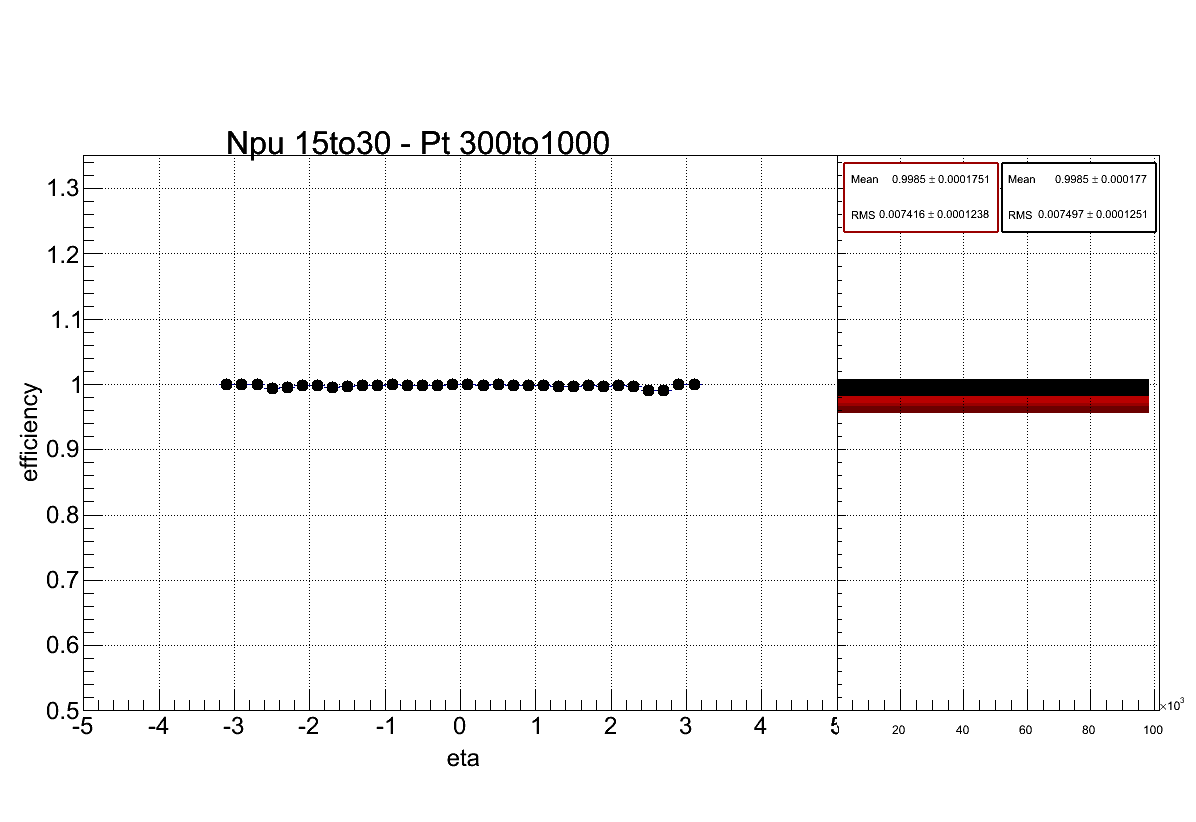 Npu 15to30 - Pt 300to1000
Mean 0.9985 ± 0.0001751
RMS 0.007416 ± 0.0001238
Mean 0.9985 ± 0.000177
RMS 0.007497 ± 0.0001251
efficiency
1.3
1.2
1.1
1
0.9
0.8
0.7
0.6
0.5
-5 -4 -3 -2 -1 0 1 2 3 4
20 40 60 80 100
×10³
eta